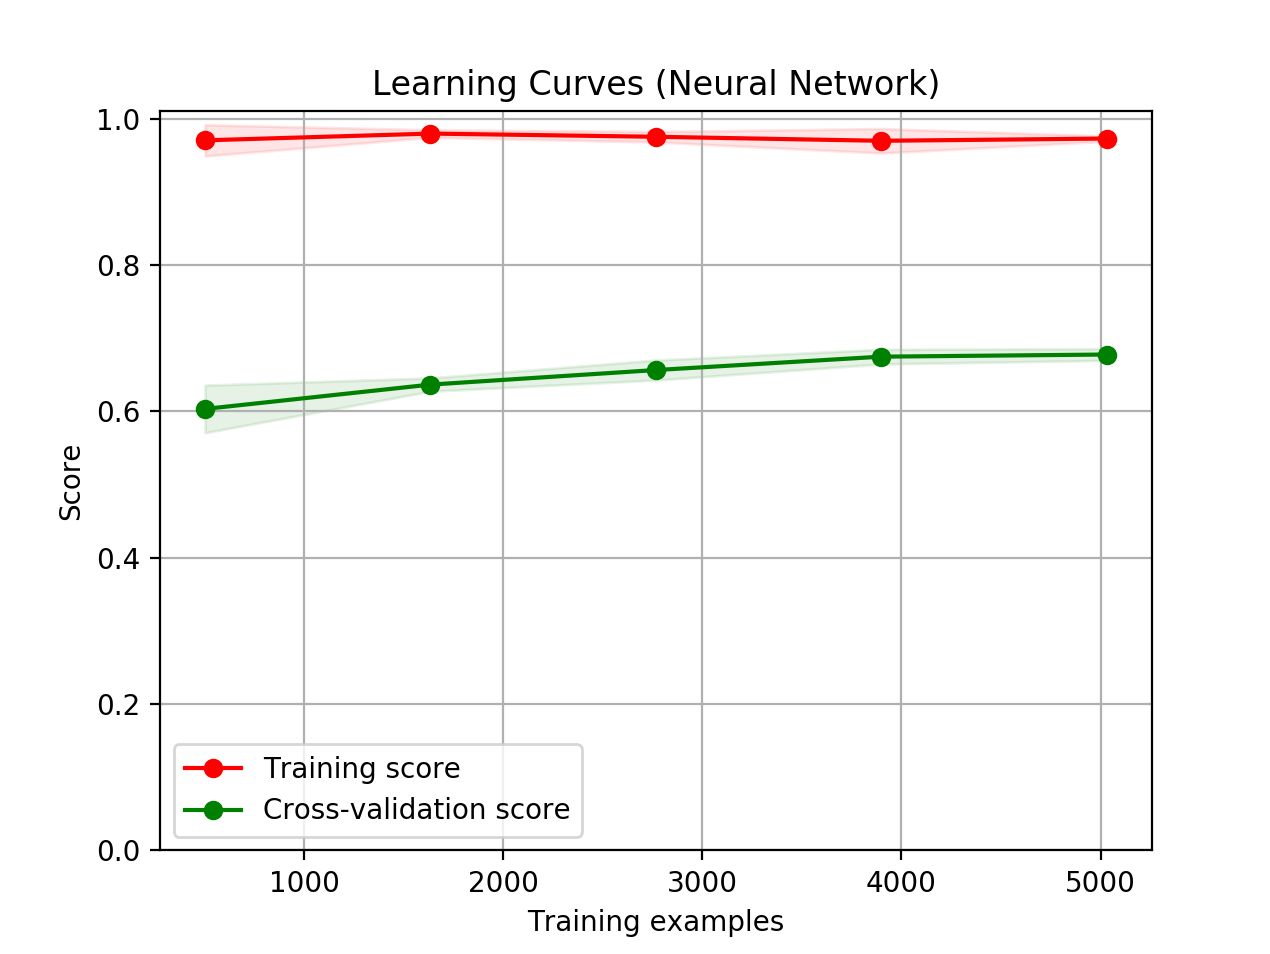 Learning Curves (Neural Network)
1.0
0.8
0.6
0.4
0.2
0.0
Score
Training score
Cross-validation score
1000 2000 3000 4000 5000
Training examples